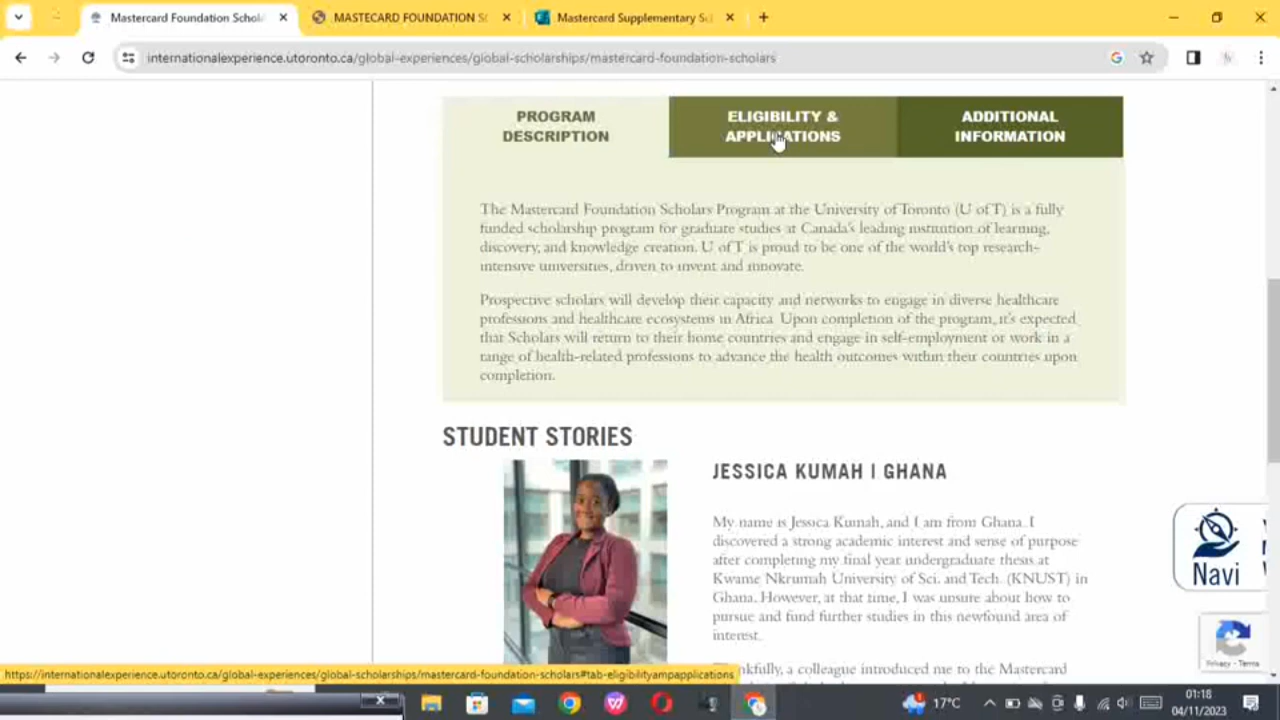 Mastercard Foundation Schola
MASTECARD FOUNDATION S
Mastercard Supplementary Sc
internationalexperience.utoronto.ca/global-experiences/global-scholarships/mastercard-foundation-scholars
PROGRAM
DESCRIPTION
ELIGIBILITY &
APPLICATIONS
ADDITIONAL
INFORMATION
The Mastercard Foundation Scholars Program at the University of Toronto (U of T) is a fully
funded scholarship program for graduate studies at Canada's leading institution of learning,
discovery, and knowledge creation. U of T is proud to be one of the world's top research-
intensive universities, driven to invent and innovate.
Prospective scholars will develop their capacity and networks to engage in diverse healthcare
professions and healthcare ecosystems in Africa. Upon completion of the program, it's expected
that Scholars will return to their home countries and engage in self-employment or work in a
range of health-related professions to advance the health outcomes within their countries upon
completion.
STUDENT STORIES
JESSICA KUMAH | GHANA
My name is Jessica Kumah, and I am from Ghana. I
discovered a strong academic interest and sense of purpose
after completing my final year undergraduate thesis at
Kwame Nkrumah University of Sci. and Tech. (KNUST) in
Ghana. However, at that time, I was unsure about how to
pursue and fund further studies in this newfound area of
interest.
nkfully, a colleague introduced me to the Mastercard
Navi
Privacy - Terms
https://internationalexperience.utoronto.ca/global-experiences/global-scholarships/mastercard-foundation-scholars#tab-eligibilityampapplications
17°C
01:18
04/11/2023